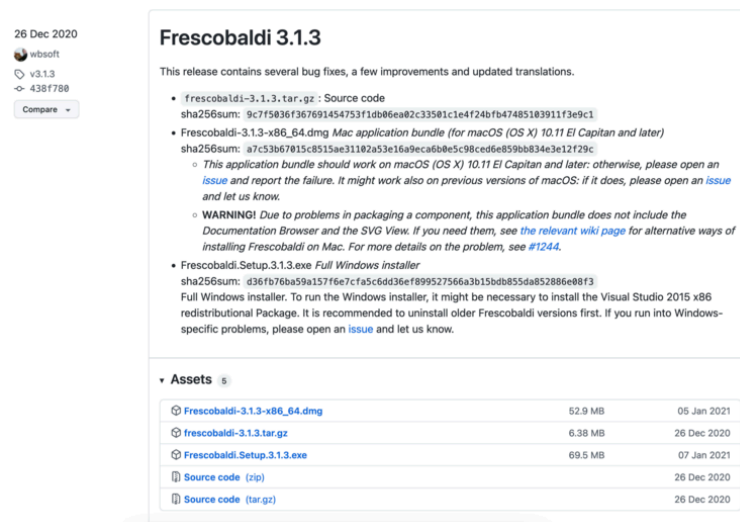 26 Dec 2020
wbsoft
v3.1.3
438f780
Compare
Frescobaldi 3.1.3
This release contains several bug fixes, a few improvements and updated translations.
frescobaldi-3.1.3.tar.gz : Source code
sha256sum: 9c7f5036f367691454753f1db06ea02c33501c1e4f24bfb47485103911f3e9c1
Frescobaldi-3.1.3-x86_64.dmg Mac application bundle (for macOS (OS X) 10.11 El Capitan and later)
sha256sum: a7c53b67015c8515ae31102a53e16a9eca6b0e5c98ced6e859bb834e3e12f29c
This application bundle should work on macOS (OS X) 10.11 El Capitan and later: otherwise, please open an
issue and report the failure. It might work also on previous versions of macOS: if it does, please open an issue
and let us know.
WARNING! Due to problems in packaging a component, this application bundle does not include the
Documentation Browser and the SVG View. If you need them, see the relevant wiki page for alternative ways of
installing Frescobaldi on Mac. For more details on the problem, see #1244.
Frescobaldi.Setup.3.1.3.exe Full Windows installer
sha256sum: d36fb76ba59a157f6e7cfa5c6dd36ef899527566a3b15bdb855da852886e08f3
Full Windows installer. To run the Windows installer, it might be necessary to install the Visual Studio 2015 x86
redistributional Package. It is recommended to uninstall older Frescobaldi versions first. If you run into Windows-
specific problems, please open an issue and let us know.
Assets 5
Frescobaldi-3.1.3-x86_64.dmg 52.9 MB 05 Jan 2021
frescobaldi-3.1.3.tar.gz 6.38 MB 26 Dec 2020
Frescobaldi.Setup.3.1.3.exe 69.5 MB 07 Jan 2021
Source code (zip) 26 Dec 2020
Source code (tar.gz) 26 Dec 2020